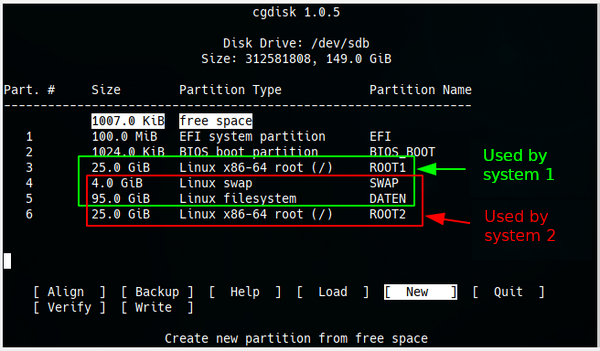 cgdisk 1.0.5
Disk Drive: /dev/sdb
Size: 312581808, 149.0 GiB
Part. # Size Partition Type Partition Name
----------------------------------------------------------------
1007.0 KiB free space
1 100.0 MiB EFI system partition EFI
2 1024.0 KiB BIOS boot partition BIOS_BOOT
3 25.0 GiB Linux x86-64 root (/) ROOT1
4 4.0 GiB Linux swap SWAP
5 95.0 GiB Linux filesystem DATEN
6 25.0 GiB Linux x86-64 root (/) ROOT2
Used by
system 1
Used by
system 2
[ Align ] [ Backup ] [ Help ] [ Load ] [ New ] [ Quit ]
[ Verify ] [ Write ]
Create new partition from free space